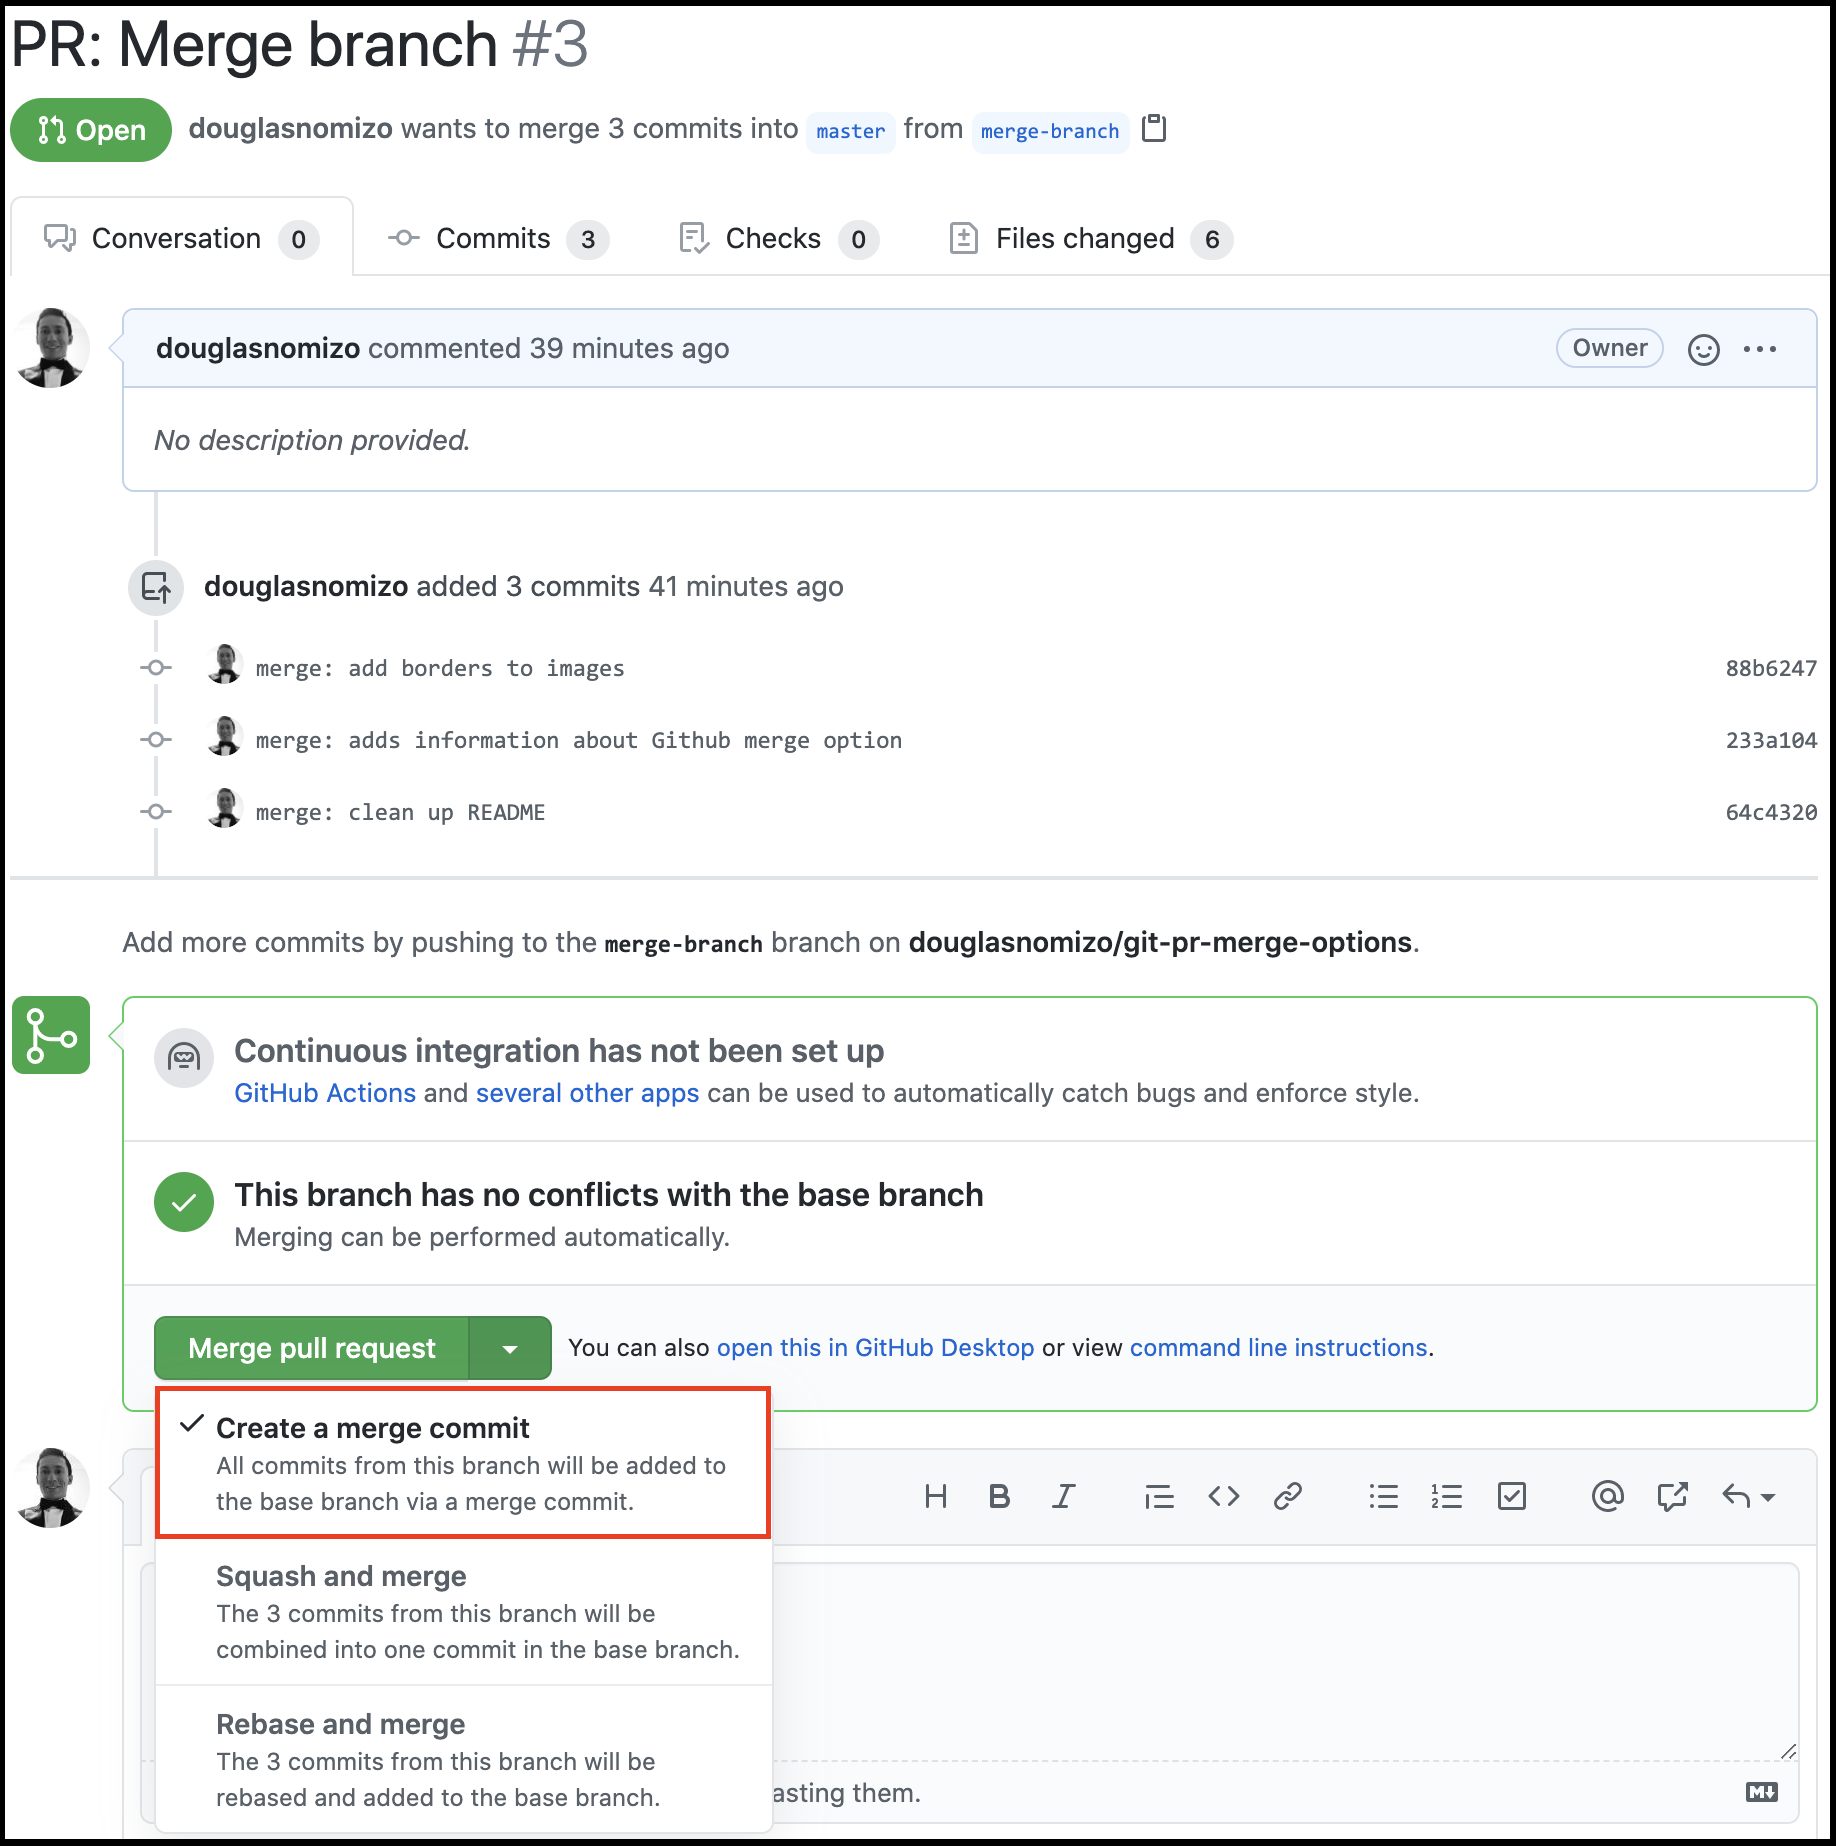 PR: Merge branch #3
Open douglasnomizo wants to merge 3 commits into master from merge-branch
Conversation 0 Commits 3 Checks 0 Files changed 6
douglasnomizo commented 39 minutes ago Owner
No description provided.
douglasnomizo added 3 commits 41 minutes ago
merge: add borders to images 88b6247
merge: adds information about Github merge option 233a104
merge: clean up README 64c4320
Add more commits by pushing to the merge-branch branch on douglasnomizo/git-pr-merge-options.
Continuous integration has not been set up
GitHub Actions and several other apps can be used to automatically catch bugs and enforce style.
This branch has no conflicts with the base branch
Merging can be performed automatically.
Merge pull request You can also open this in GitHub Desktop or view command line instructions.
Create a merge commit
All commits from this branch will be added to
the base branch via a merge commit.
Squash and merge
The 3 commits from this branch will be
combined into one commit in the base branch.
Rebase and merge
The 3 commits from this branch will be
rebased and added to the base branch.
asting them.